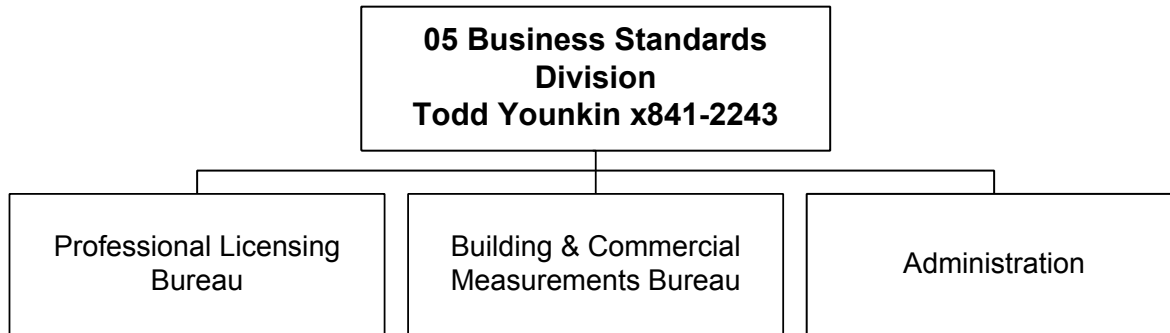 05 Business Standards
Division
Todd Younkin x841-2243
Professional Licensing
Bureau
Building & Commercial
Measurements Bureau
Administration